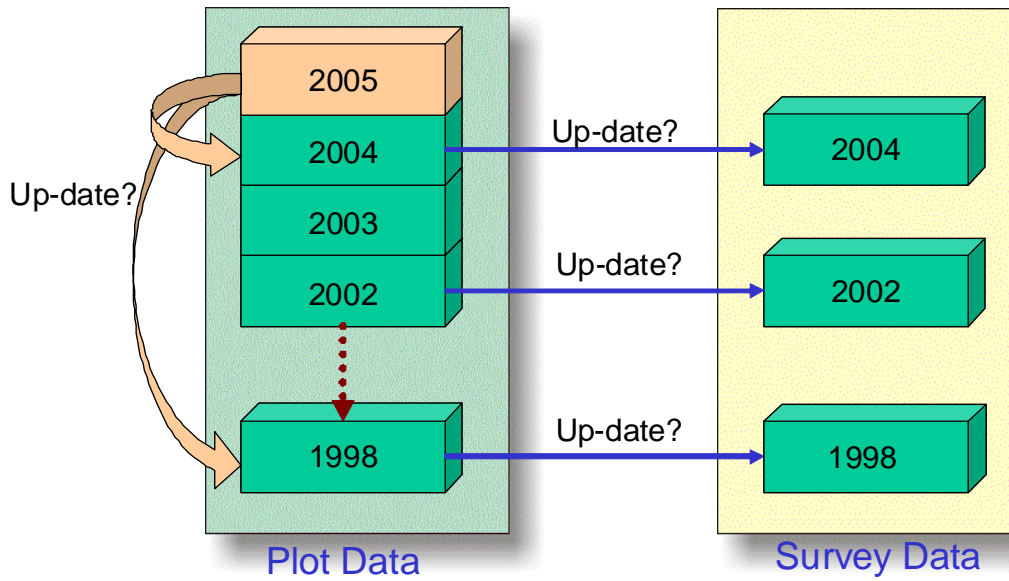 2005
2004
2003
2002
1998
Up-date?
Plot Data
Up-date?
Up-date?
Up-date?
2004
2002
1998
Survey Data